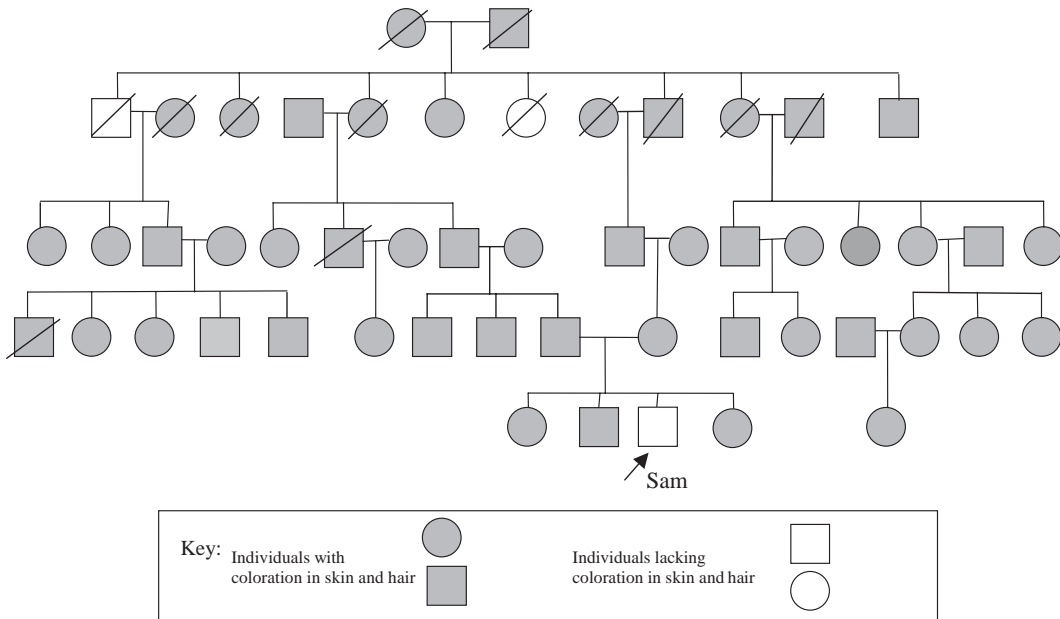 Sam
Key:
Individuals with
coloration in skin and hair
Individuals lacking
coloration in skin and hair